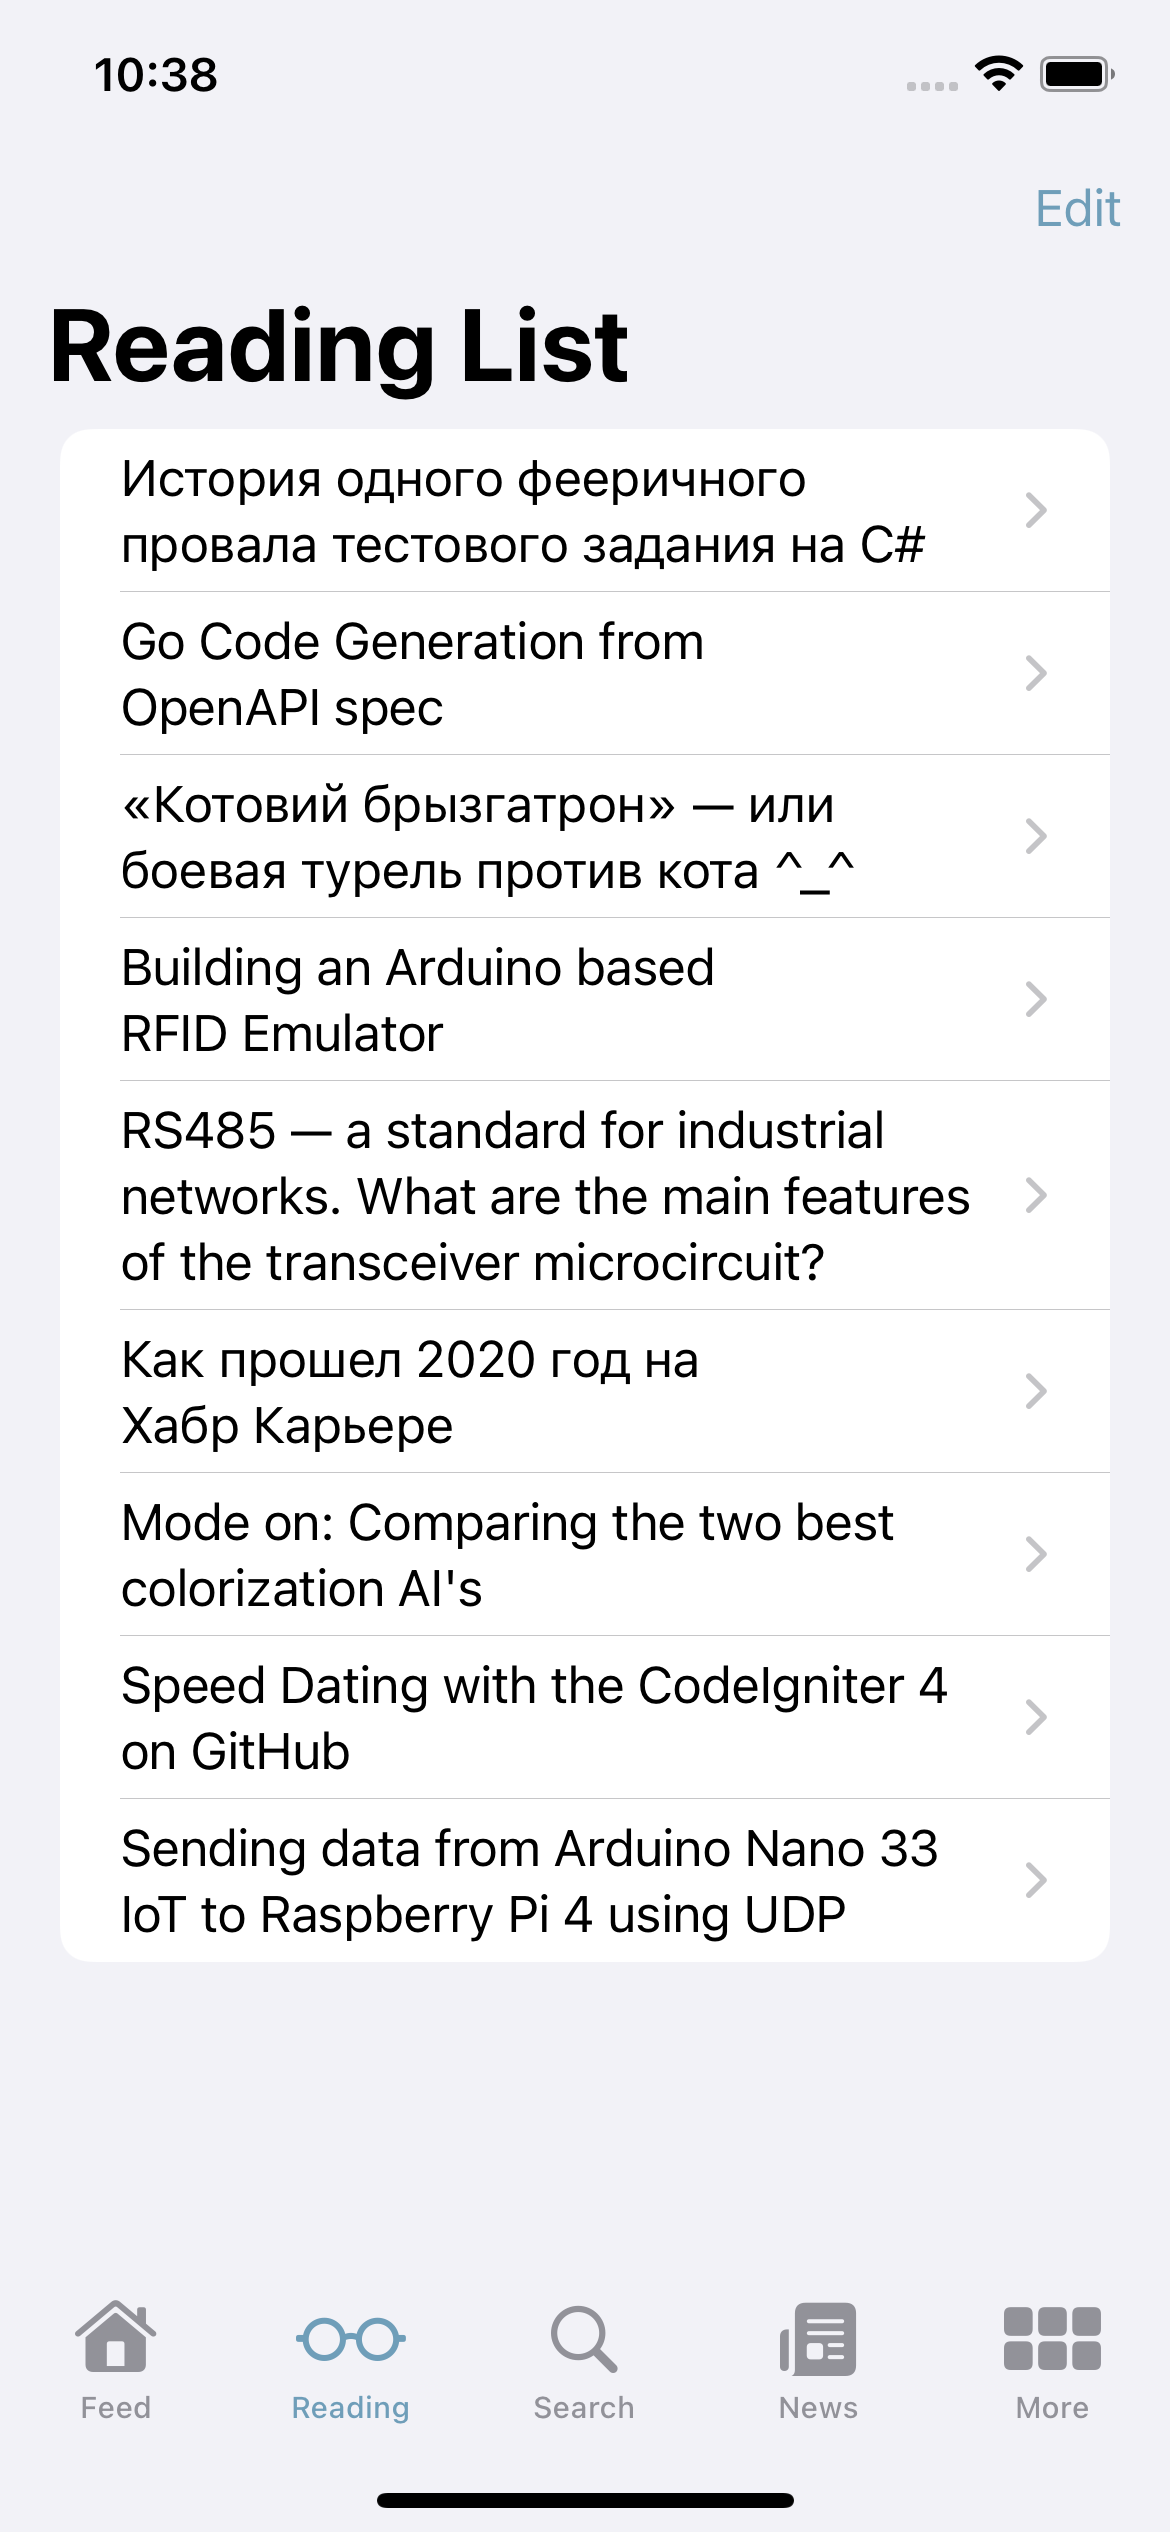 10:38
Edit
Reading List
История одного фееричного
провала тестового задания на C#
Go Code Generation from
OpenAPI spec
«Котовий брызгатрон» — или
боевая турель против кота ^_^
Building an Arduino based
RFID Emulator
RS485 — a standard for industrial
networks. What are the main features
of the transceiver microcircuit?
Как прошел 2020 год на
Хабр Карьере
Mode on: Comparing the two best
colorization AI's
Speed Dating with the CodeIgniter 4
on GitHub
Sending data from Arduino Nano 33
IoT to Raspberry Pi 4 using UDP
Feed
Reading
Search
News
More